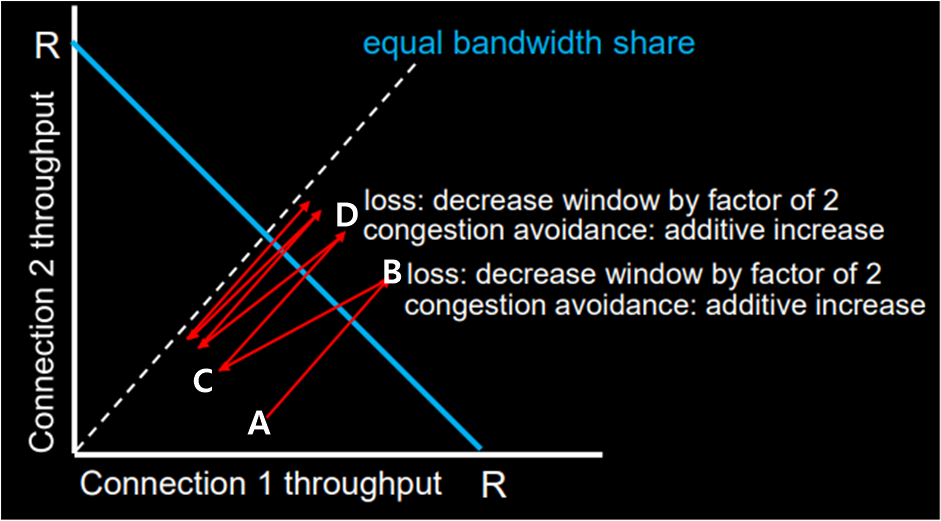 R
equal bandwidth share
Connection 2 throughput
D
loss: decrease window by factor of 2
congestion avoidance: additive increase
B
loss: decrease window by factor of 2
congestion avoidance: additive increase
C
A
Connection 1 throughput
R